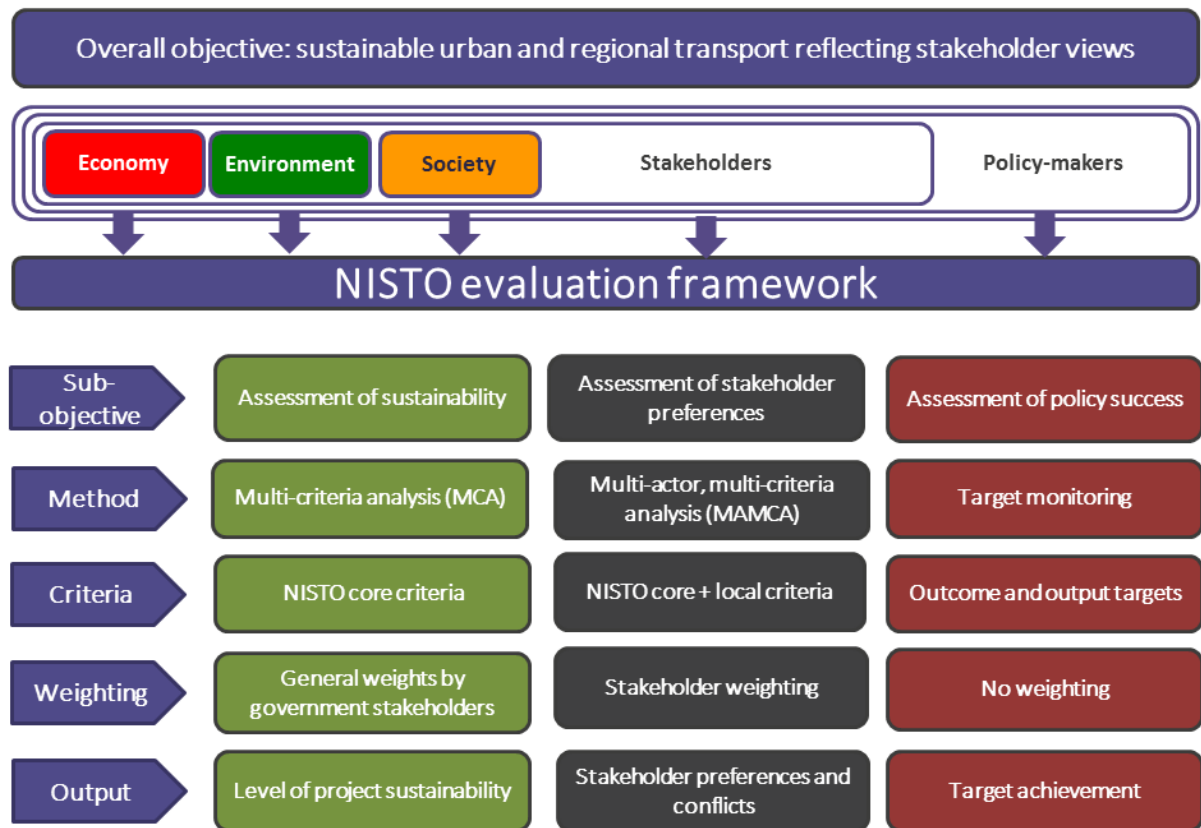 Overall objective: sustainable urban and regional transport reflecting stakeholder views
Economy
Environment
Society
Stakeholders
Policy-makers
NISTO evaluation framework
Sub-
objective
Assessment of sustainability
Assessment of stakeholder
preferences
Assessment of policy success
Method
Multi-criteria analysis (MCA)
Multi-actor, multi-criteria
analysis (MAMCA)
Target monitoring
Criteria
NISTO core criteria
NISTO core + local criteria
Outcome and output targets
Weighting
General weights by
government stakeholders
Stakeholder weighting
No weighting
Output
Level of project sustainability
Stakeholder preferences and
conflicts
Target achievement